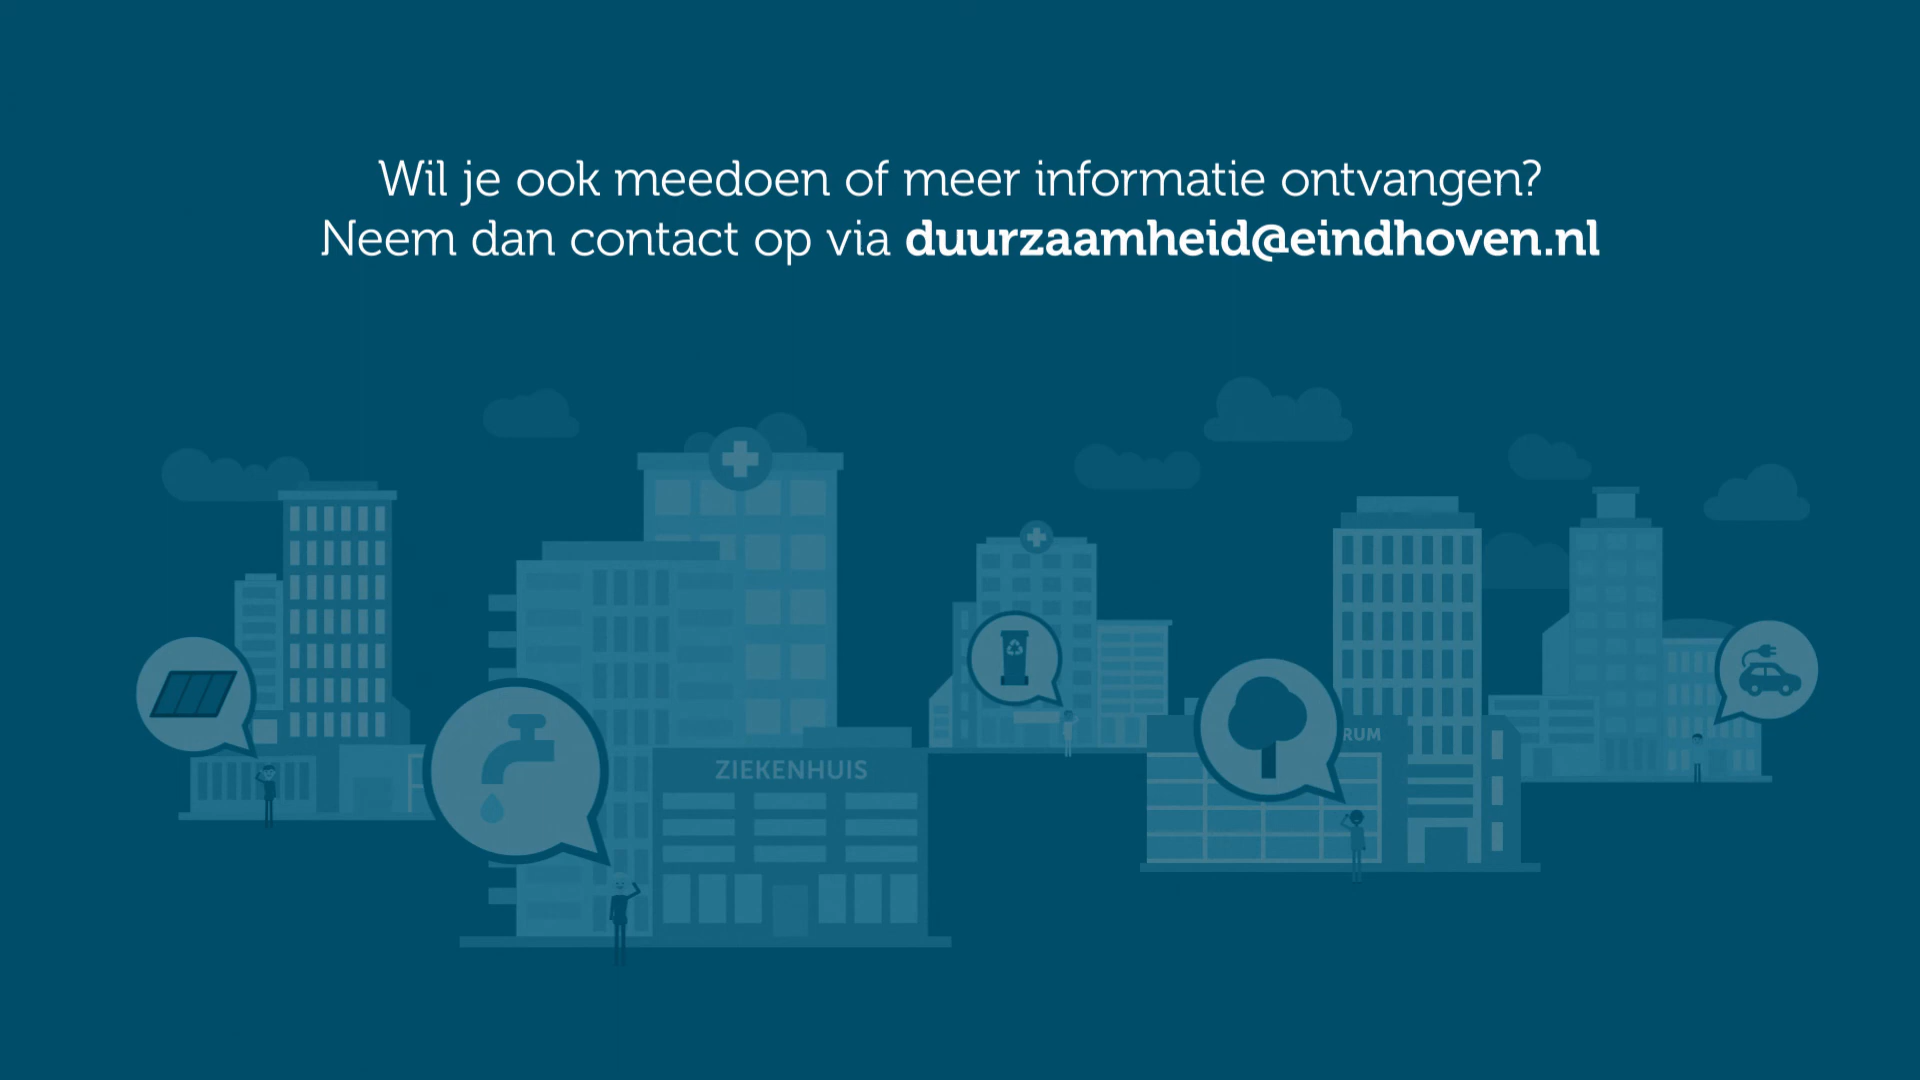 Wil je ook meedoen of meer informatie ontvangen?
Neem dan contact op via duurzaamheid@eindhoven.nl
RUM
ZIEKENHUIS